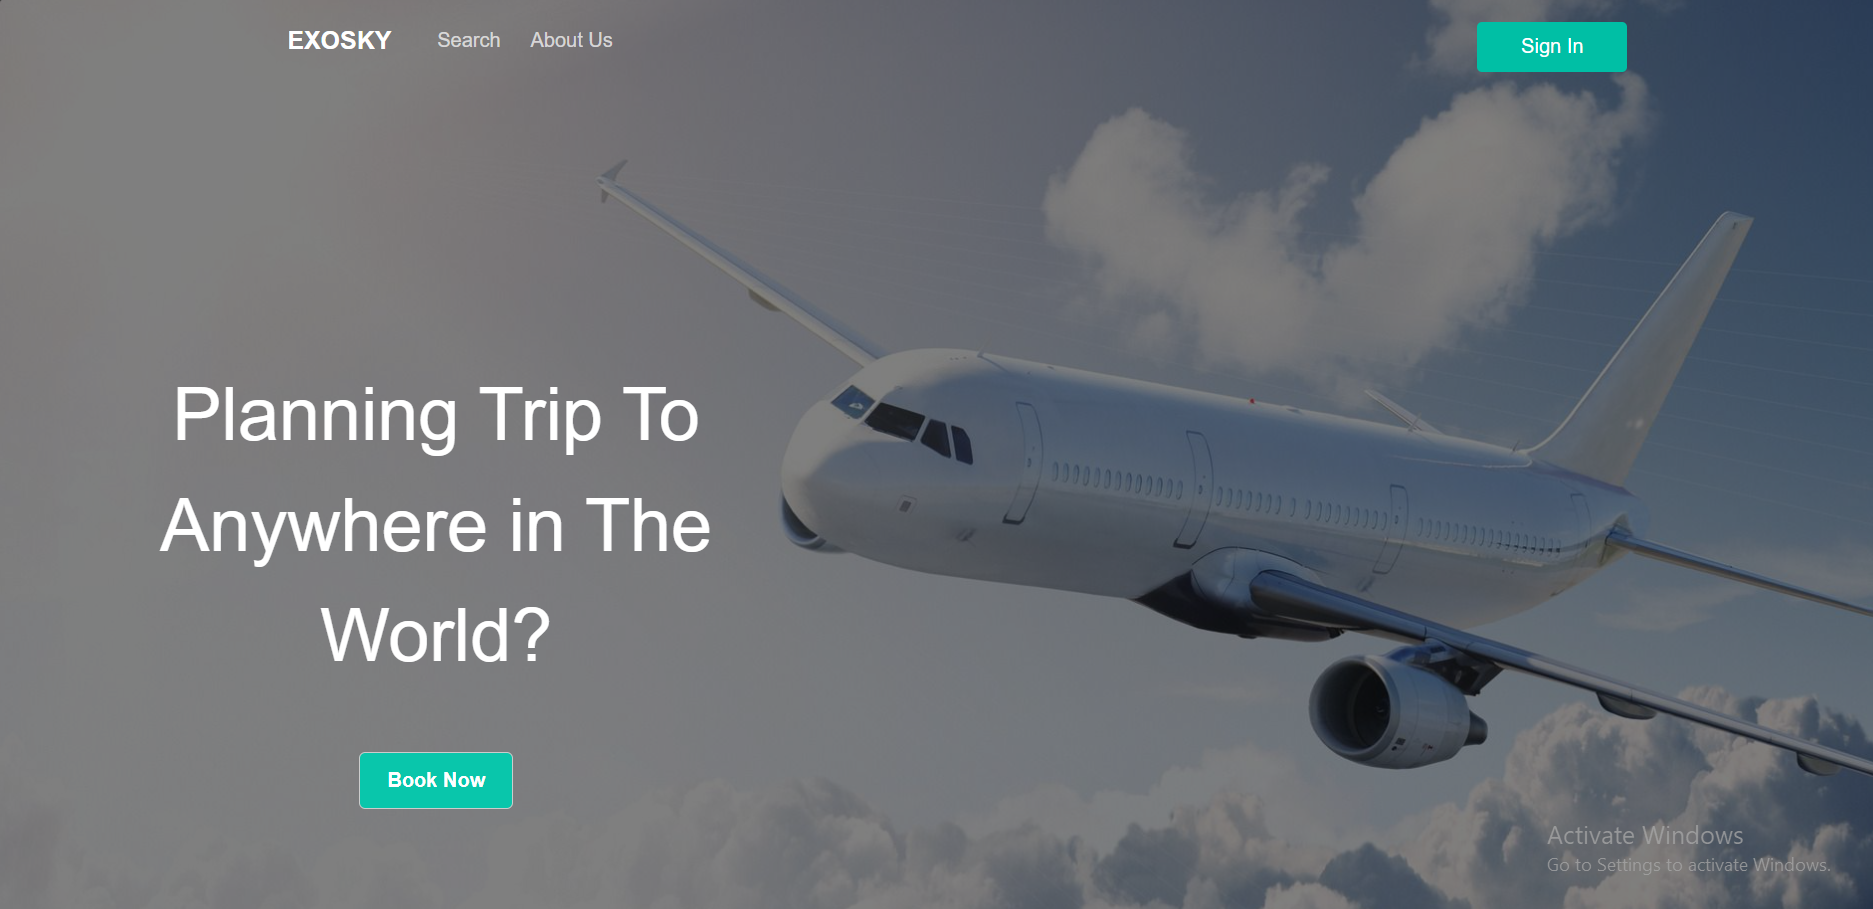 EXOSKY Search About Us Sign In
Planning Trip To
Anywhere in The
World?
Book Now
Activate Windows
Go to Settings to activate Windows.